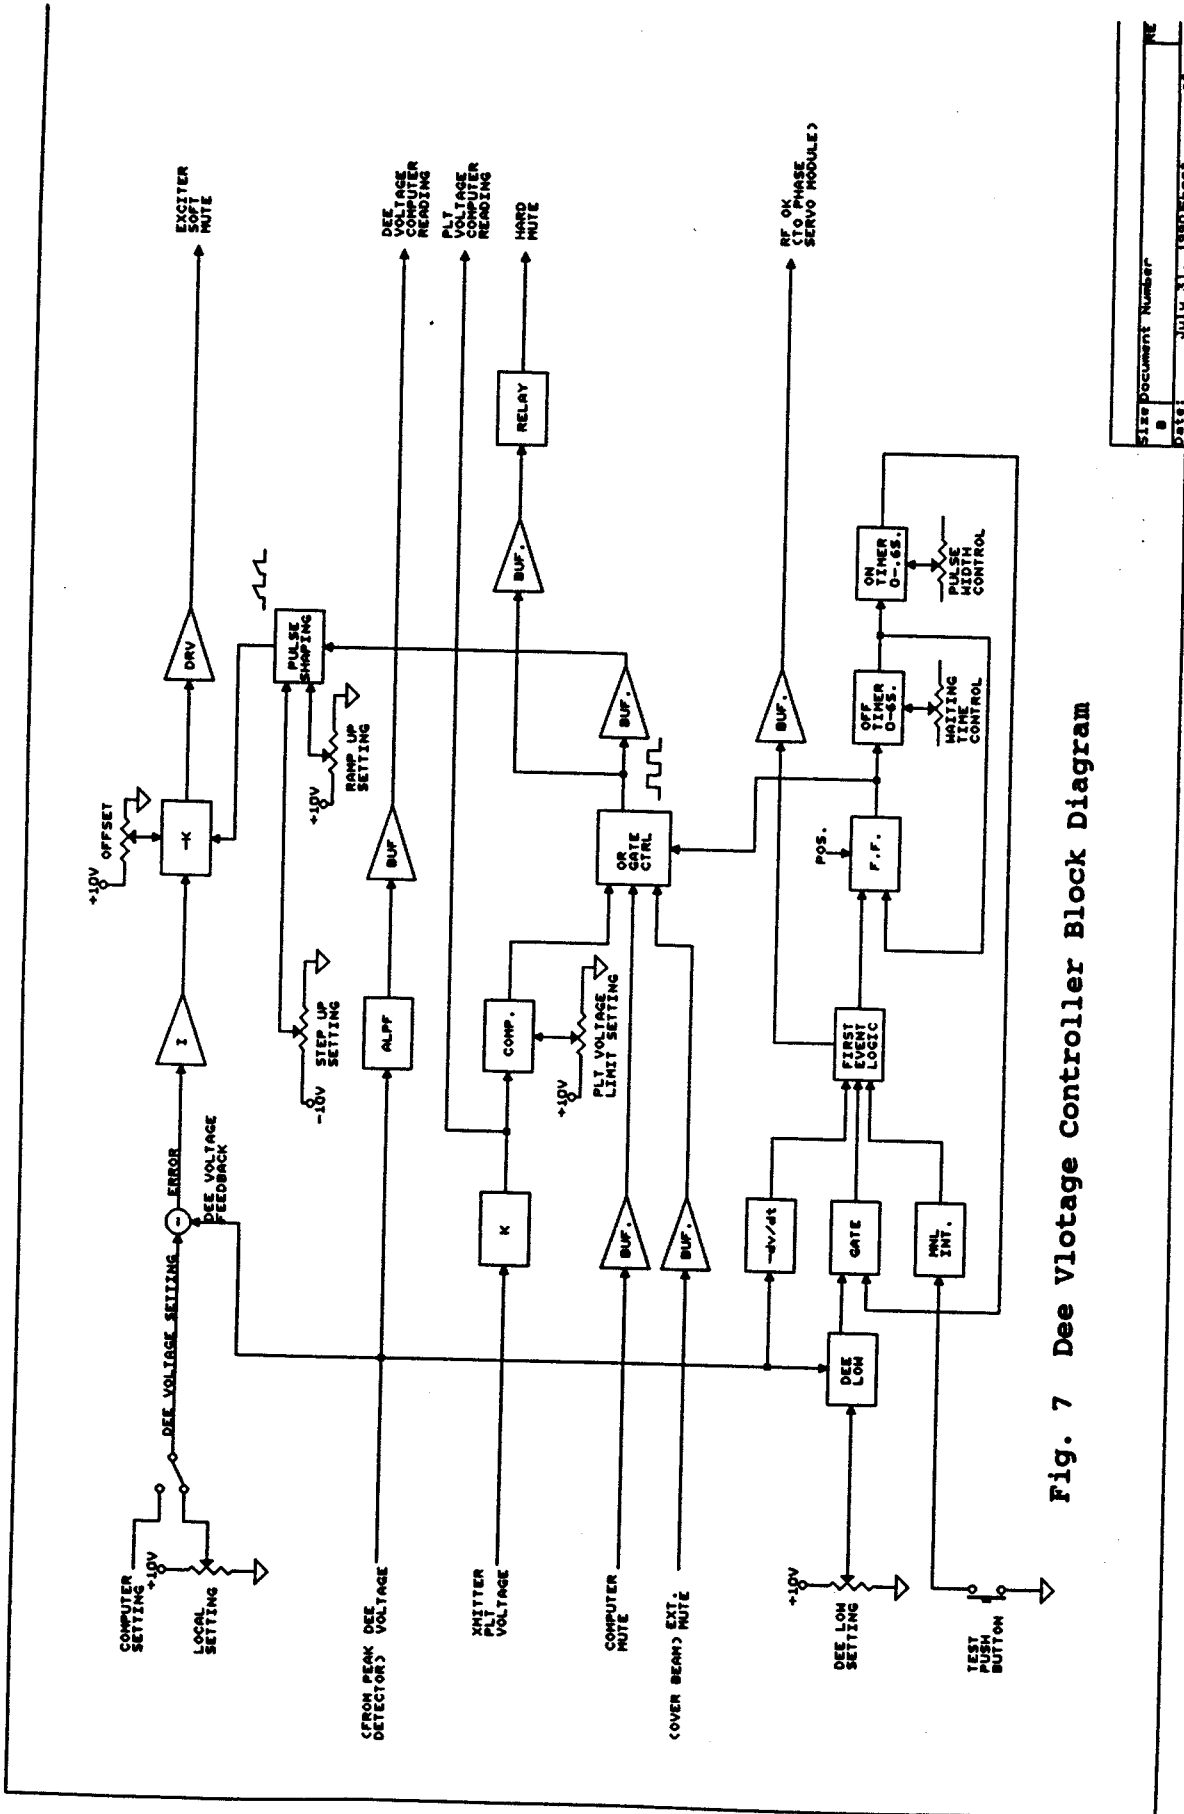 COMPUTER
SETTING
+10V
LOCAL
SETTING
DEE VOLTAGE SETTING
-
ERROR
DEE VOLTAGE
FEEDBACK
I
+10V
OFFSET
-K
DRV
EXCITER
SOFT
MUTE
-10V
STEP UP
SETTING
+10V
RAMP UP
SETTING
PULSE
SHAPING
(FROM PEAK DEE
DETECTOR) VOLTAGE
ALPF
BUF
DEE
VOLTAGE
COMPUTER
READING
PLT
VOLTAGE
COMPUTER
READING
XMITTER
PLT
VOLTAGE
K
COMP.
+10V
PLT VOLTAGE
LIMIT SETTING
BUF.
RELAY
HARD
MUTE
COMPUTER
MUTE
BUF.
OR
GATE
CTRL
BUF.
(OVER BEAM) EXT.
MUTE
BUF.
-dv/dt
BUF.
RF OK
(TO PHASE
SERVO MODULE)
+10V
DEE LOW
SETTING
DEE
LOW
GATE
FIRST
EVENT
LOGIC
POS.
F.F.
OFF
TIMER
0-6S.
WAITING
TIME
CONTROL
ON
TIMER
0-.6S.
PULSE
WIDTH
CONTROL
TEST
PUSH
BUTTON
MNL
INT.
Fig. 7 Dee Vlotage Controller Block Diagram
Size Document Number
RE
B
Date: July 31, 1990